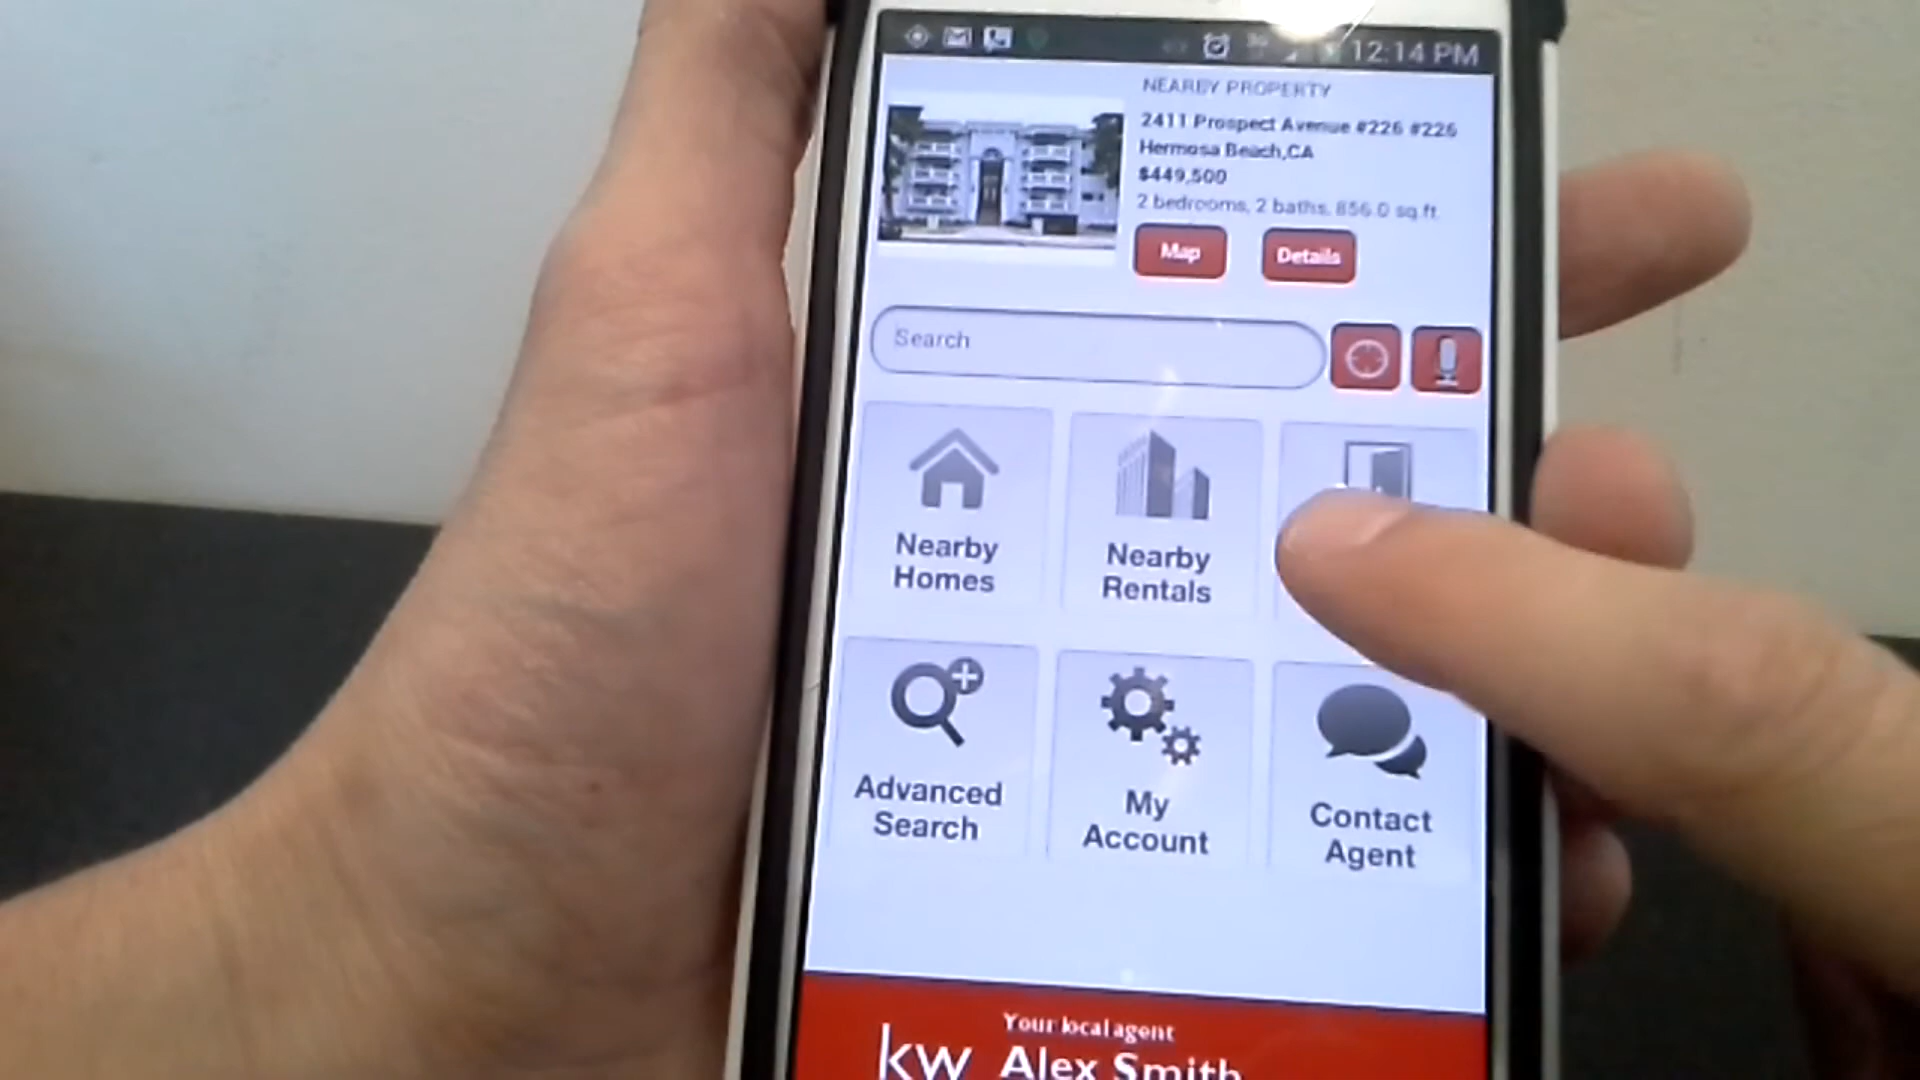 12:14 PM
NEARBY PROPERTY
2411 Prospect Avenue #226 #226
Hermosa Beach,CA
$449,500
2 bedrooms, 2 baths, 856.0 sq.ft.
Map
Details
Search
Nearby
Homes
Nearby
Rentals
Advanced
Search
My
Account
Contact
Agent
Your local agent
kw
Alex Smith